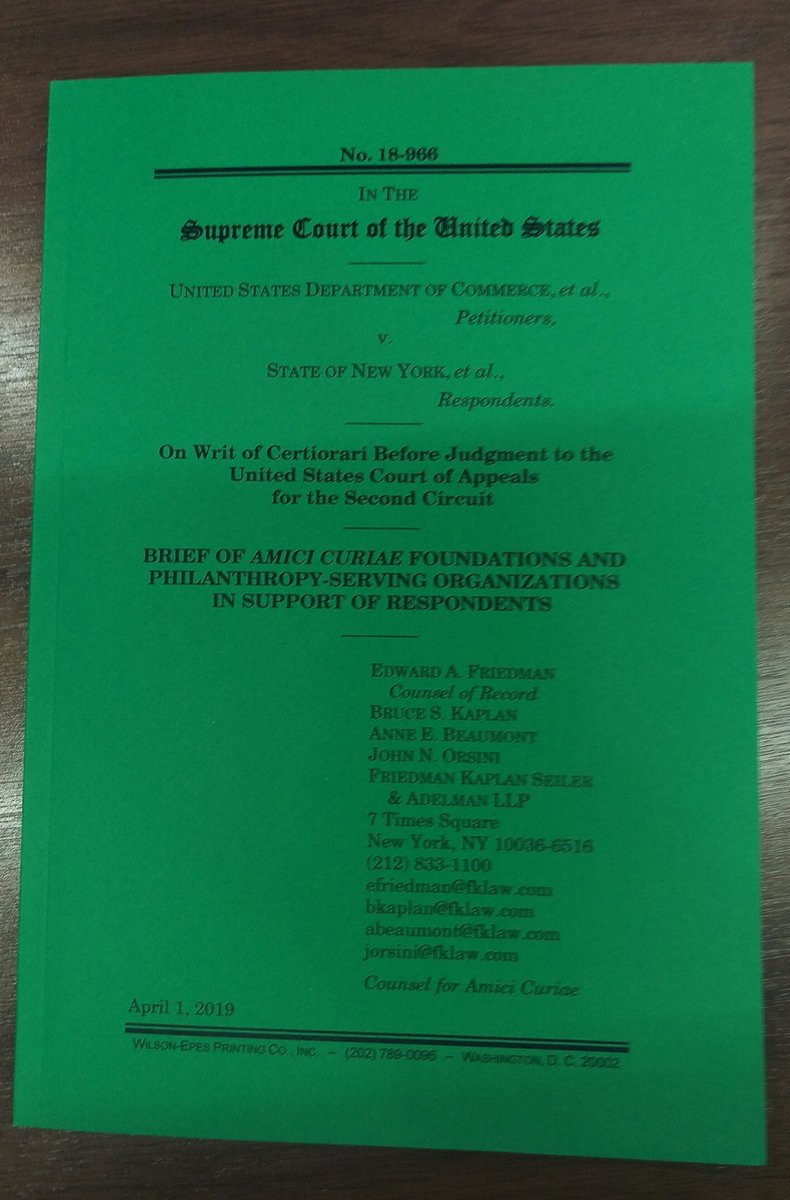 No. 18-966
IN THE
Supreme Court of the United States
UNITED STATES DEPARTMENT OF COMMERCE, et al.,
Petitioners,
v.
STATE OF NEW YORK, et al.,
Respondents.
On Writ of Certiorari Before Judgment to the
United States Court of Appeals
for the Second Circuit
BRIEF OF AMICI CURIAE FOUNDATIONS AND
PHILANTHROPY-SERVING ORGANIZATIONS
IN SUPPORT OF RESPONDENTS
EDWARD A. FRIEDMAN
Counsel of Record
BRUCE S. KAPLAN
ANNE E. BEAUMONT
JOHN N. ORSINI
FRIEDMAN KAPLAN SEILER
& ADELMAN LLP
7 Times Square
New York, NY 10036-6516
(212) 833-1100
efriedman@fklaw.com
bkaplan@fklaw.com
abeaumont@fklaw.com
jorsini@fklaw.com
Counsel for Amici Curiae
April 1, 2019
WILSON-EPES PRINTING CO., INC. – (202) 789-0096 – WASHINGTON, D. C. 20002